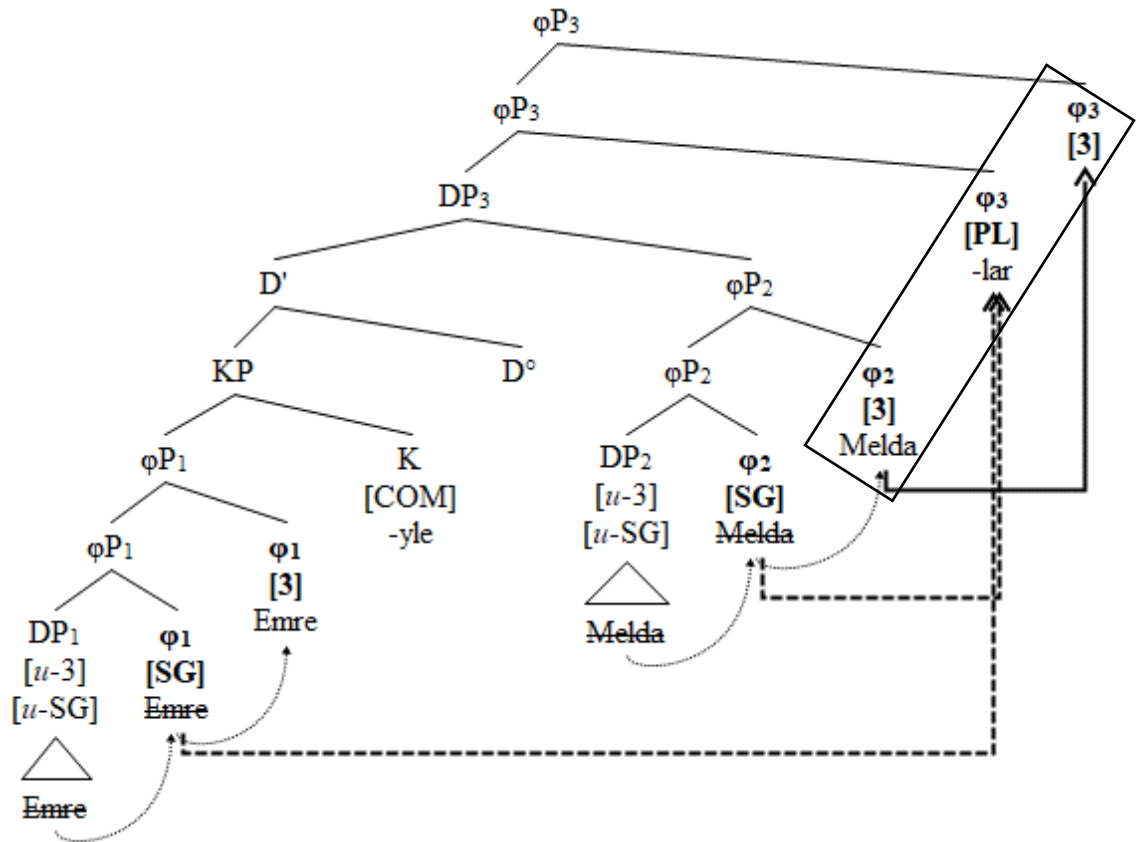 φP₃
φP₃
φ₃
[3]
DP₃
φ₃
[PL]
-lar
D'
φP₂
KP
D°
φP₂
φ₂
[3]
Melda
φP₁
K
[COM]
-yle
DP₂
[u-3]
[u-SG]
Melda
φ₂
[SG]
Melda
φP₁
φ₁
[3]
Emre
DP₁
[u-3]
[u-SG]
Emre
φ₁
[SG]
Emre